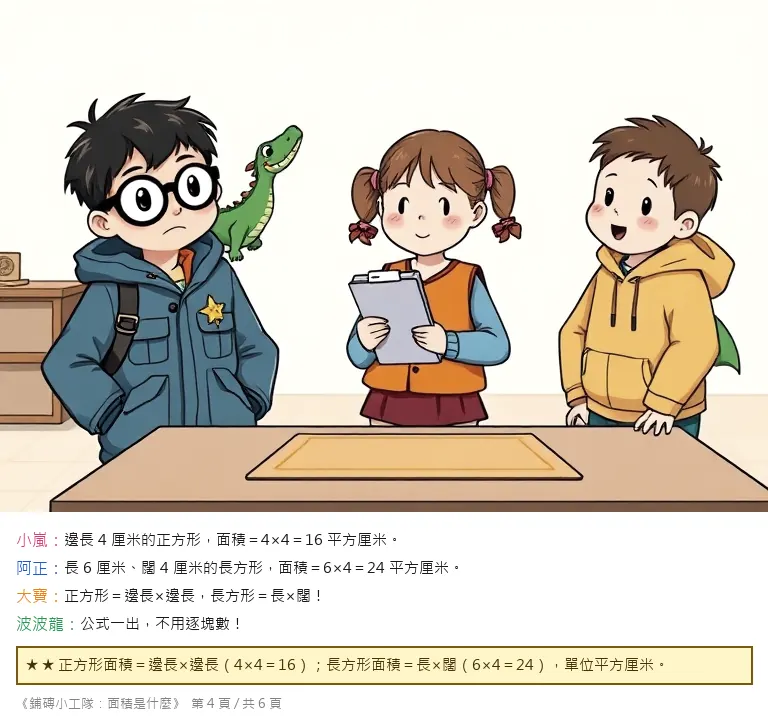 小嵐：邊長 4 厘米的正方形，面積＝4×4＝16 平方厘米。
阿正：長 6 厘米、闊 4 厘米的長方形，面積＝6×4＝24 平方厘米。
大寶：正方形＝邊長×邊長，長方形＝長×闊！
波波龍：公式一出，不用逐塊數！
★★ 正方形面積＝邊長×邊長（4×4＝16）；長方形面積＝長×闊（6×4＝24），單位平方厘米。
《鋪磚小工隊：面積是什麼》 第 4 頁 / 共 6 頁